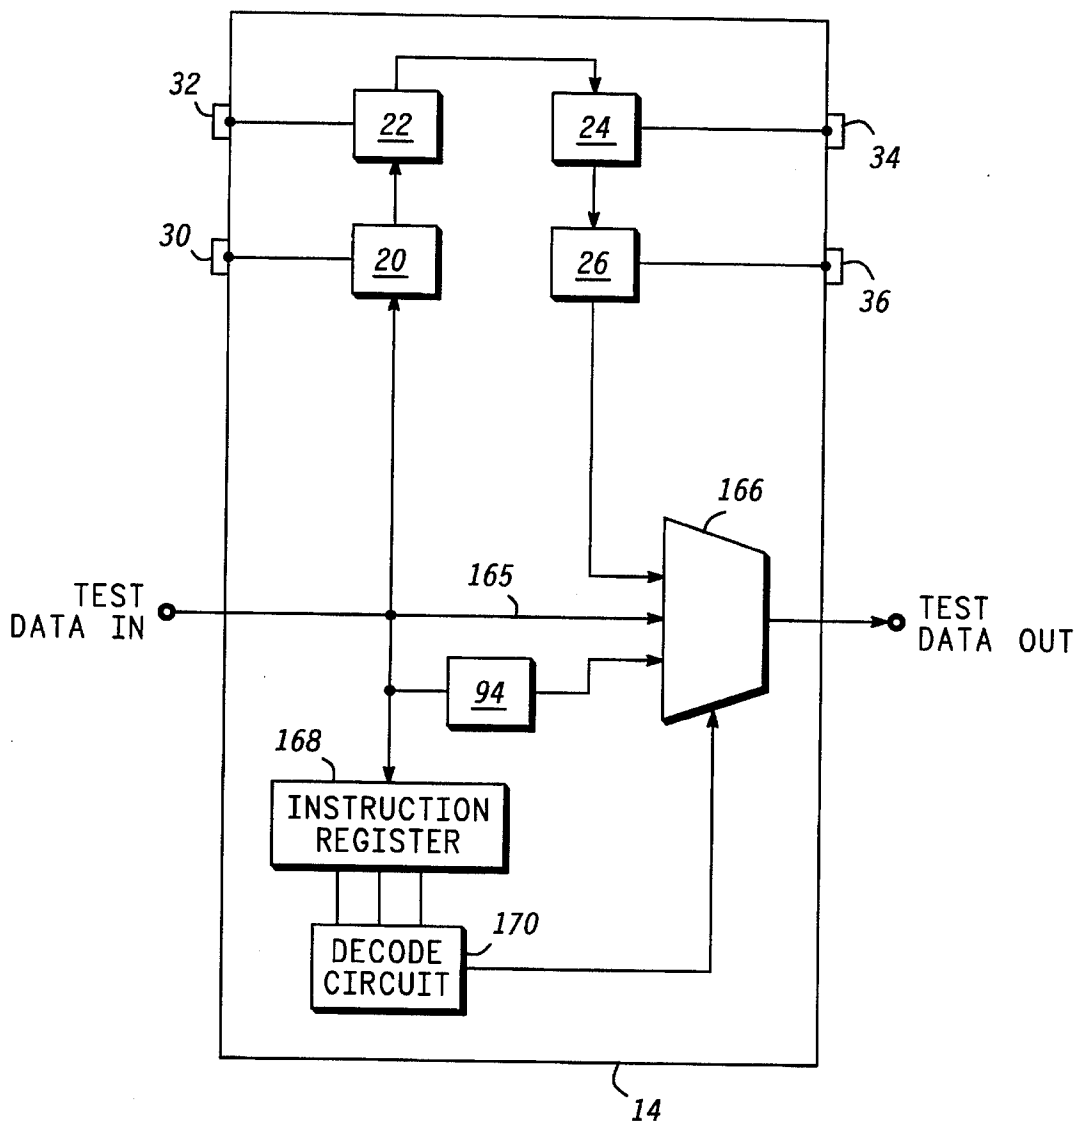 32
22
24
34
30
20
26
36
166
TEST
DATA IN
165
TEST
DATA OUT
94
168
INSTRUCTION
REGISTER
170
DECODE
CIRCUIT
14